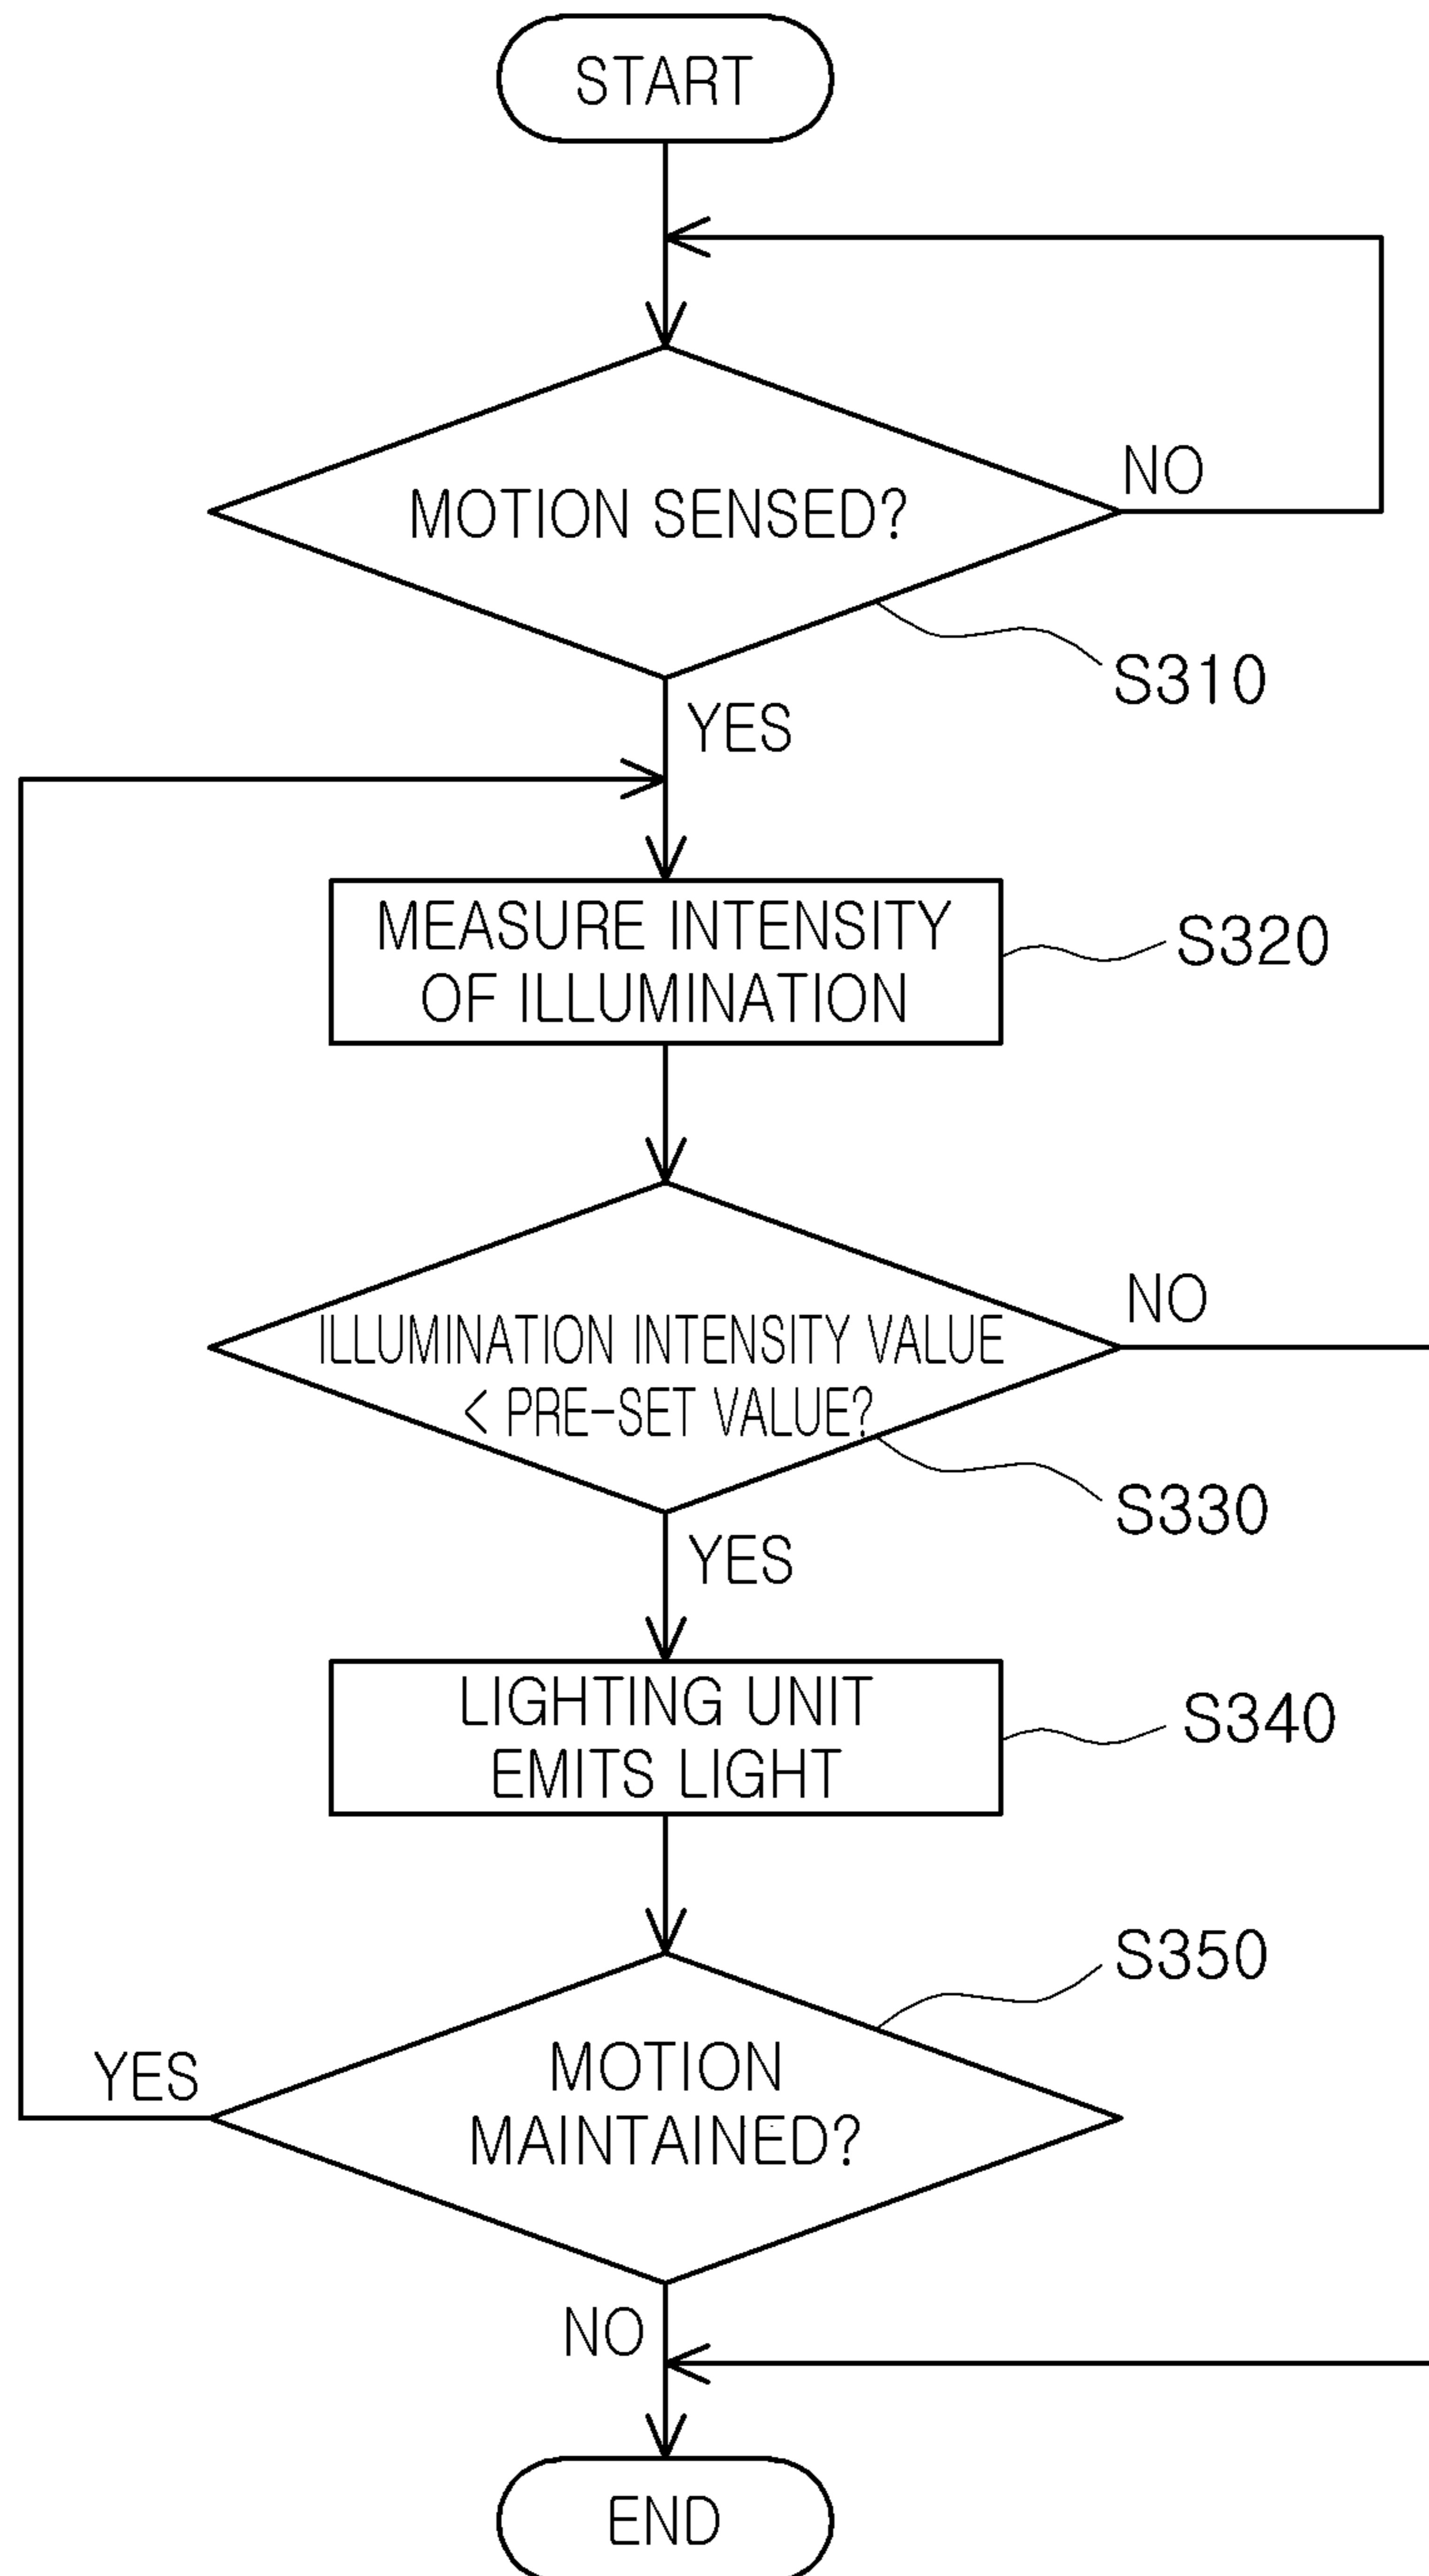 START
MOTION SENSED?
NO
S310
YES
MEASURE INTENSITY
OF ILLUMINATION
S320
NO
ILLUMINATION INTENSITY VALUE
< PRE-SET VALUE?
S330
YES
LIGHTING UNIT
EMITS LIGHT
S340
S350
YES
MOTION
MAINTAINED?
NO
END